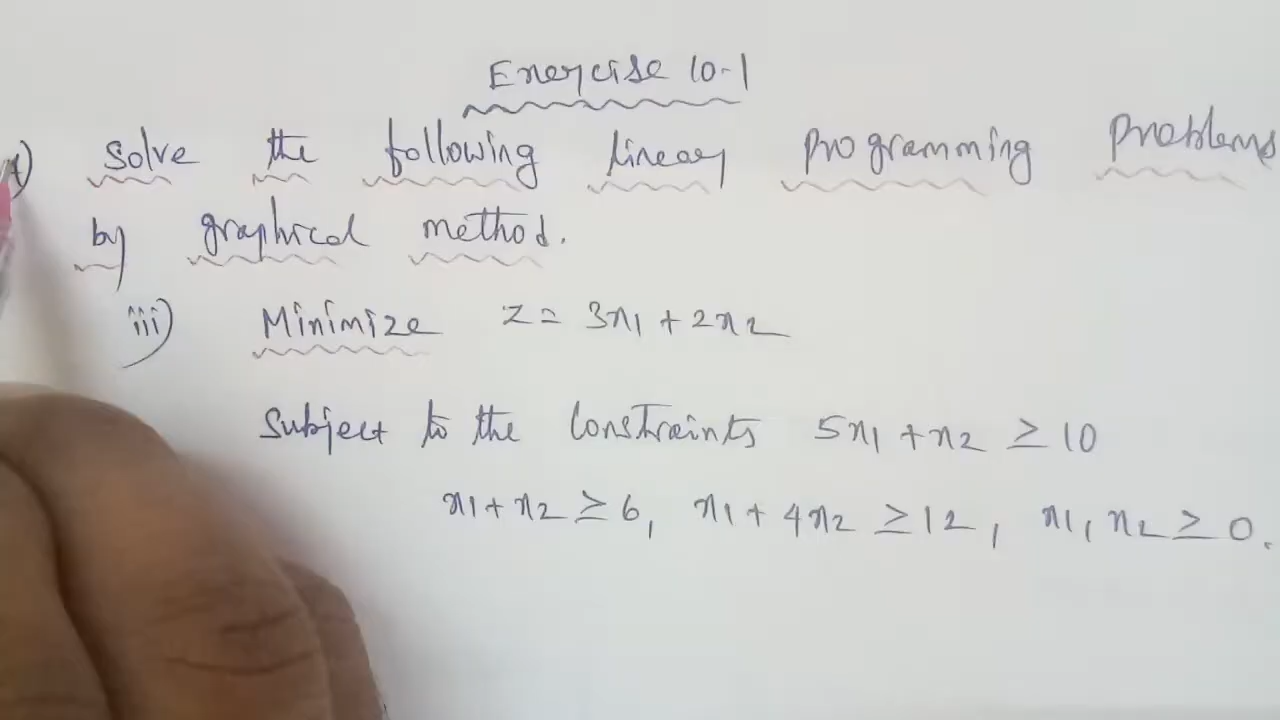 Exercise 10.1
) Solve the following linear programming problems
by graphical method.
iii) Minimize z = 3x1 + 2x2
Subject to the constraints 5x1 + x2 ≥ 10
x1 + x2 ≥ 6, x1 + 4x2 ≥ 12, x1, x2 ≥ 0.